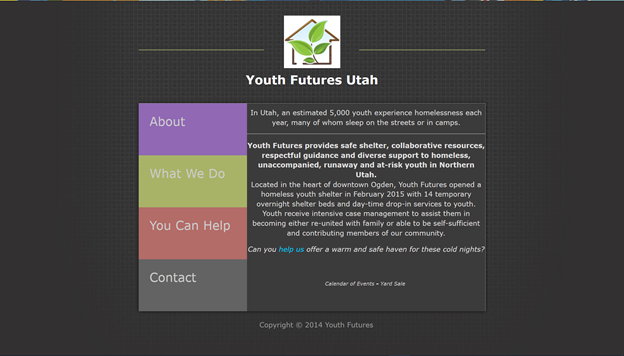 Youth Futures Utah
About
What We Do
You Can Help
Contact
In Utah, an estimated 5,000 youth experience homelessness each
year, many of whom sleep on the streets or in camps.
Youth Futures provides safe shelter, collaborative resources,
respectful guidance and diverse support to homeless,
unaccompanied, runaway and at-risk youth in Northern
Utah.
Located in the heart of downtown Ogden, Youth Futures opened a
homeless youth shelter in February 2015 with 14 temporary
overnight shelter beds and day-time drop-in services to youth.
Youth receive intensive case management to assist them in
becoming either re-united with family or able to be self-sufficient
and contributing members of our community.
Can you help us offer a warm and safe haven for these cold nights?
Calendar of Events • Yard Sale
Copyright © 2014 Youth Futures